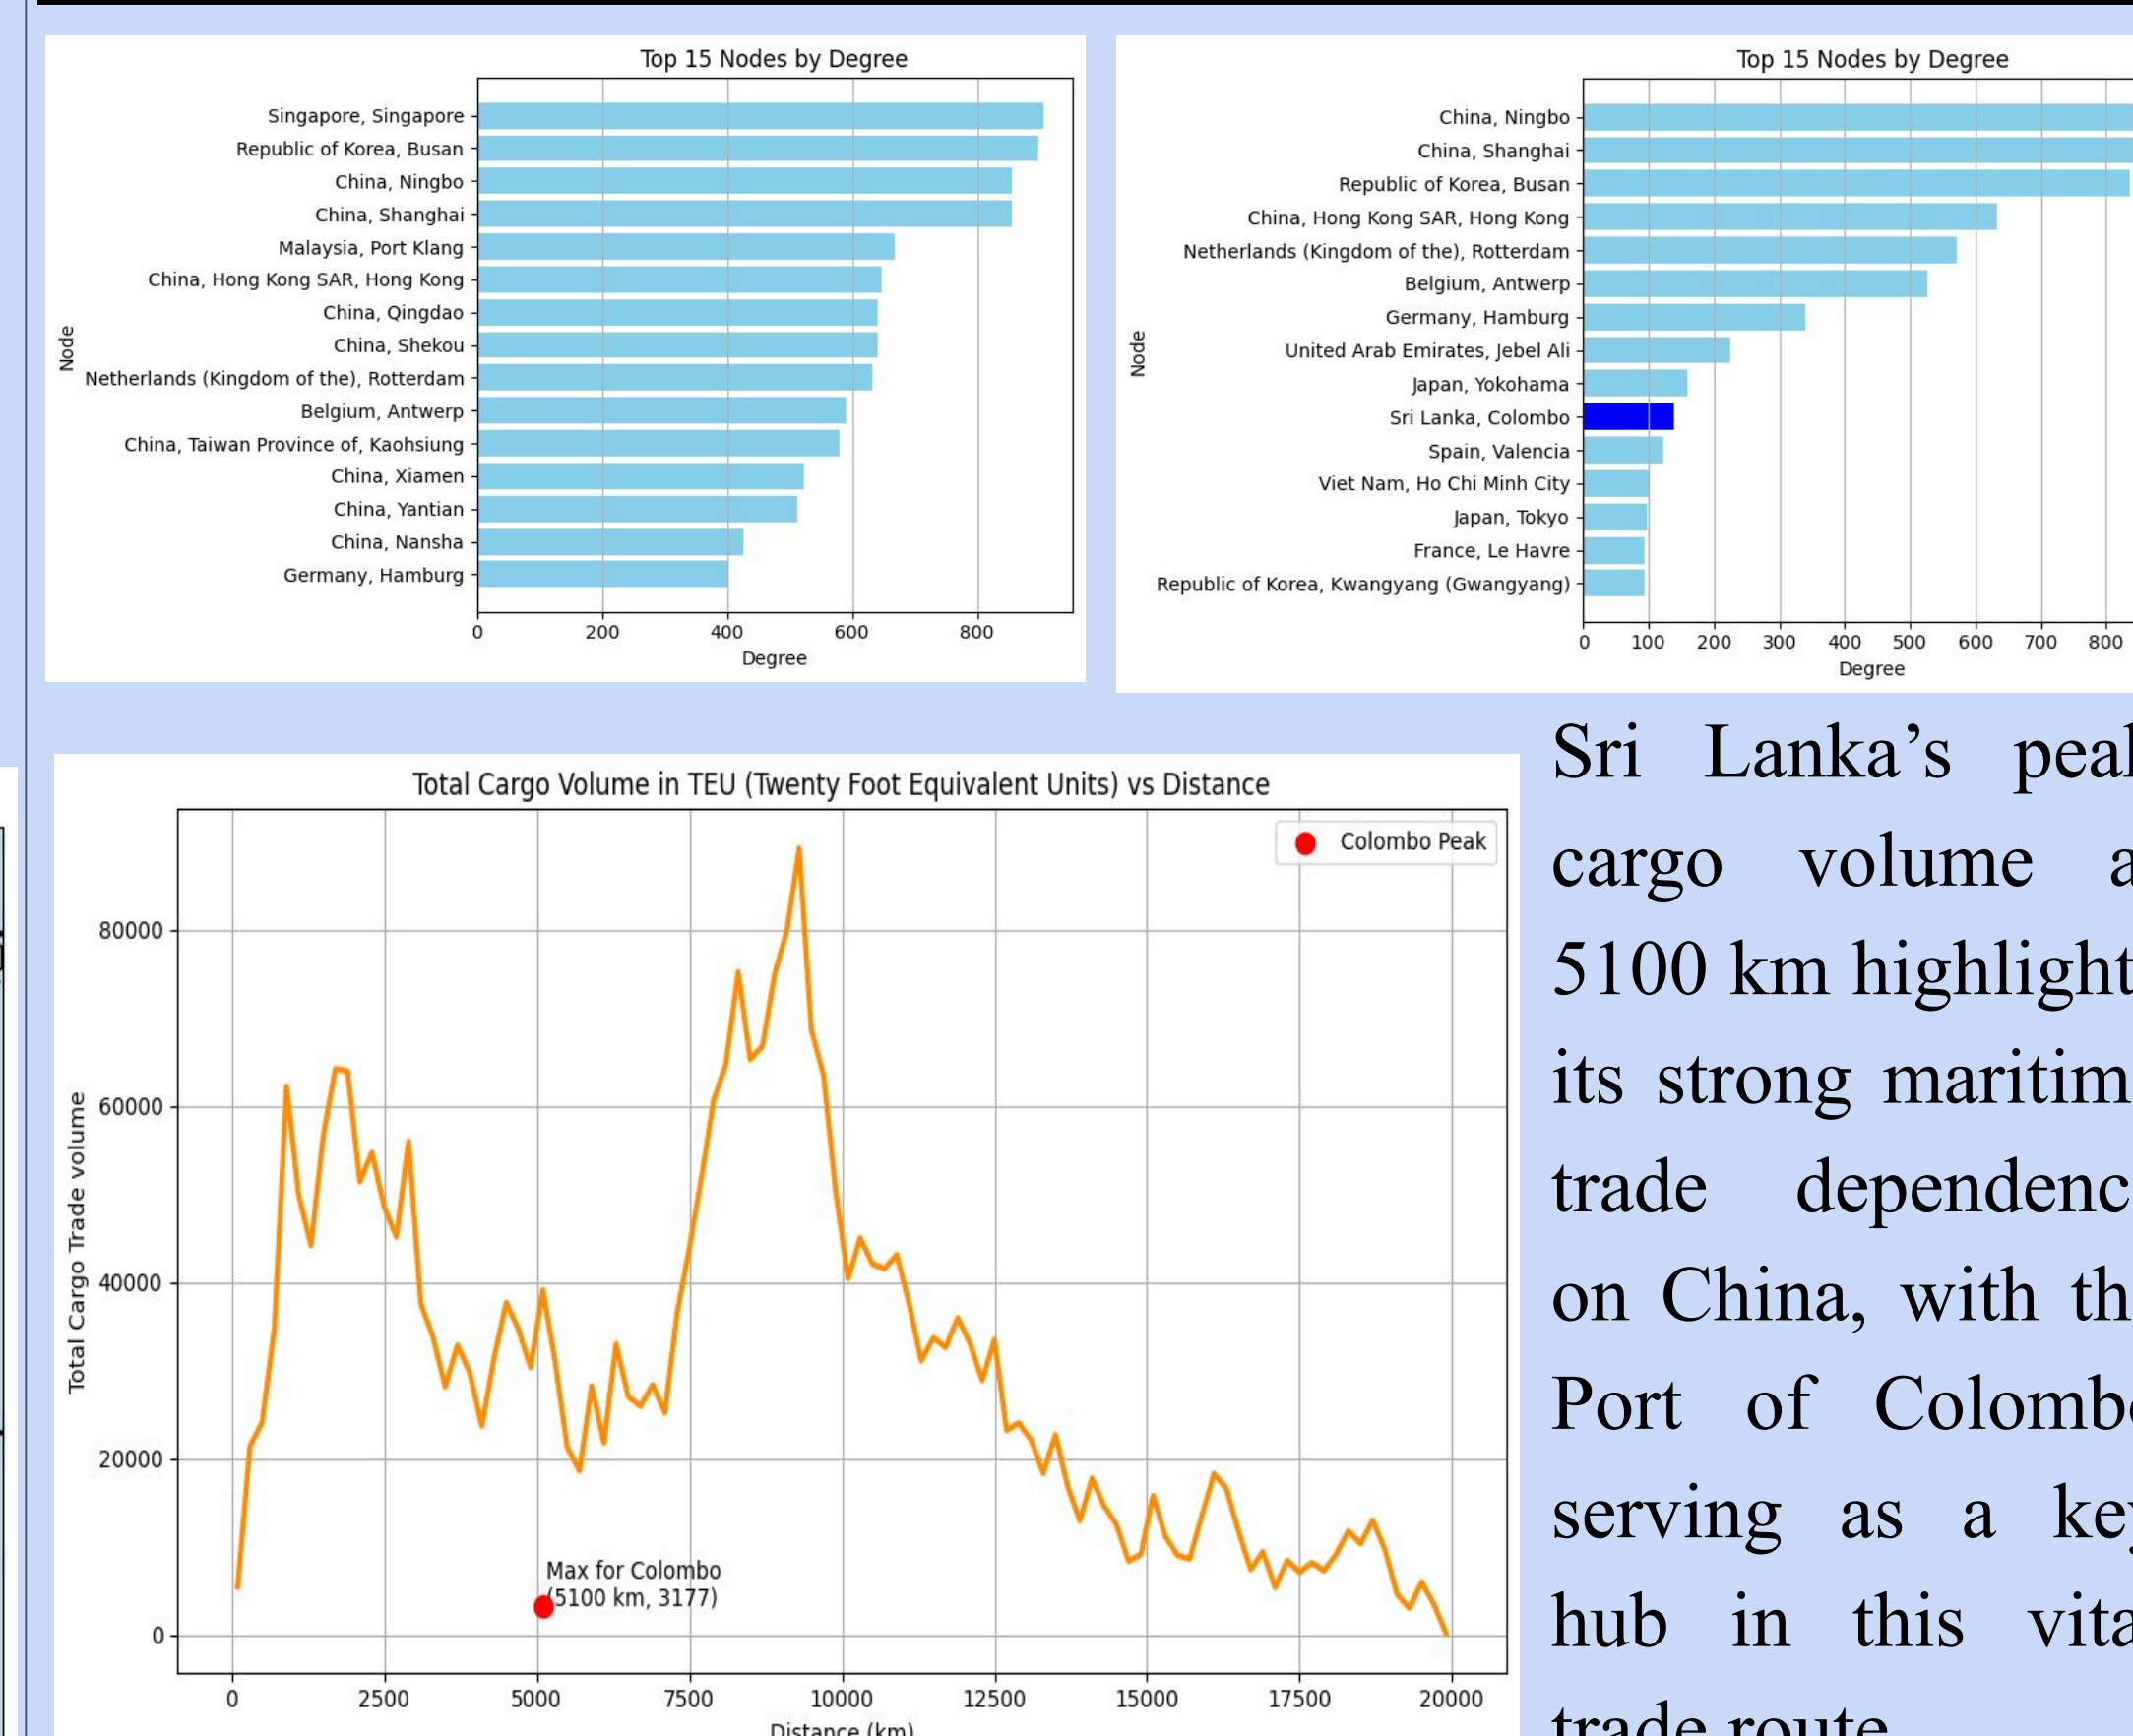 Top 15 Nodes by Degree
Singapore, Singapore
Republic of Korea, Busan
China, Ningbo
China, Shanghai
Malaysia, Port Klang
China, Hong Kong SAR, Hong Kong
China, Qingdao
China, Shekou
Netherlands (Kingdom of the), Rotterdam
Belgium, Antwerp
China, Taiwan Province of, Kaohsiung
China, Xiamen
China, Yantian
China, Nansha
Germany, Hamburg
Node
0 200 400 600 800
Degree
Top 15 Nodes by Degree
China, Ningbo
China, Shanghai
Republic of Korea, Busan
China, Hong Kong SAR, Hong Kong
Netherlands (Kingdom of the), Rotterdam
Belgium, Antwerp
Germany, Hamburg
United Arab Emirates, Jebel Ali
Japan, Yokohama
Sri Lanka, Colombo
Spain, Valencia
Viet Nam, Ho Chi Minh City
Japan, Tokyo
France, Le Havre
Republic of Korea, Kwangyang (Gwangyang)
Node
0 100 200 300 400 500 600 700 800
Degree
Total Cargo Volume in TEU (Twenty Foot Equivalent Units) vs Distance
Colombo Peak
80000
60000
40000
20000
0
Total Cargo Trade volume
Max for Colombo
(5100 km, 3177)
0 2500 5000 7500 10000 12500 15000 17500 20000
Distance (km)
Sri Lanka's
cargo volume
5100 km
its strong
trade
on China, with
Port of
serving as a
hub in this
trade route